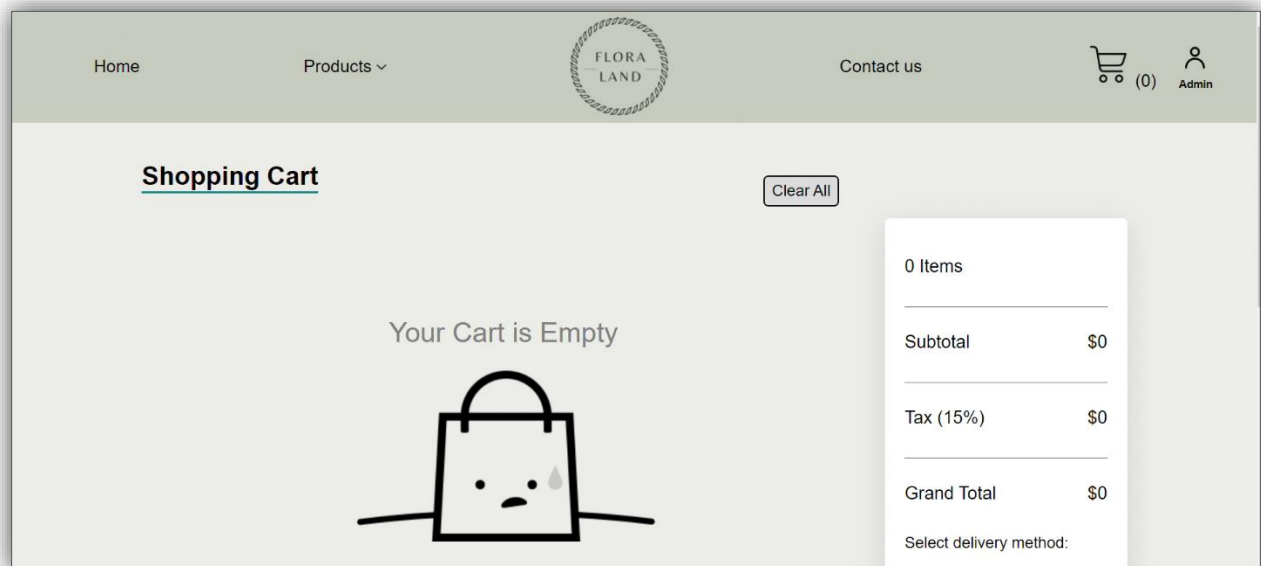 Home
Products
FLORA
LAND
Contact us
(0)
Admin
Shopping Cart
Clear All
Your Cart is Empty
0 Items
Subtotal $0
Tax (15%) $0
Grand Total $0
Select delivery method: